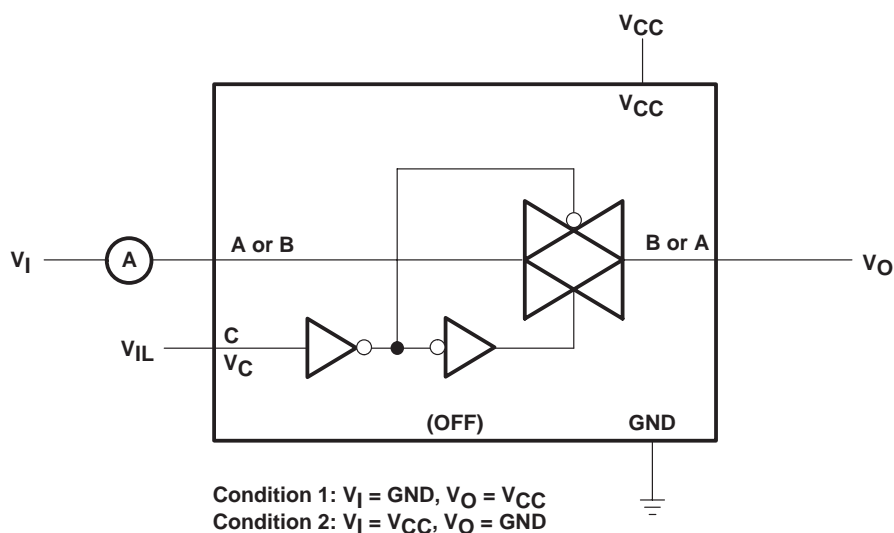 VCC
VCC
A or B
B or A
VI
A
VO
C
VIL
VC
(OFF)
GND
Condition 1: VI = GND, VO = VCC
Condition 2: VI = VCC, VO = GND